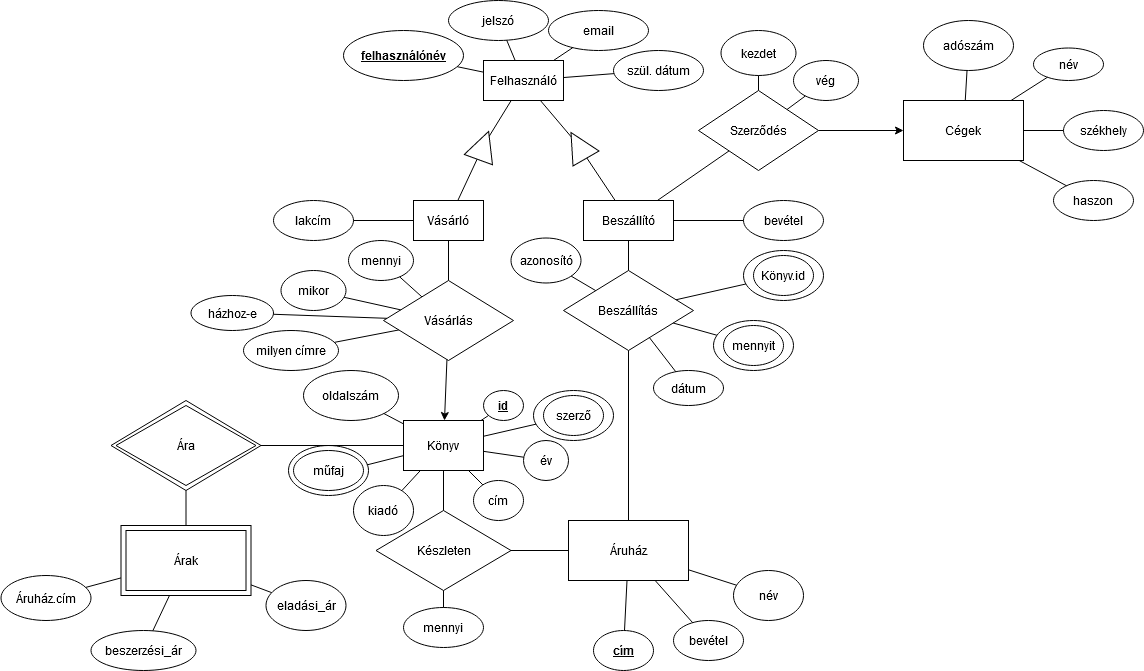 jelszó
email
felhasználónév
szül. dátum
Felhasználó
kezdet
vég
Szerződés
adószám
név
Cégek
székhely
haszon
lakcím
Vásárló
Beszállító
bevétel
mennyi
mikor
házhoz-e
milyen címre
Vásárlás
azonosító
Könyv.id
Beszállítás
mennyit
dátum
oldalszám
id
szerző
Könyv
év
műfaj
kiadó
cím
Ára
Árak
Áruház.cím
beszerzési_ár
eladási_ár
Készleten
mennyi
Áruház
név
bevétel
cím